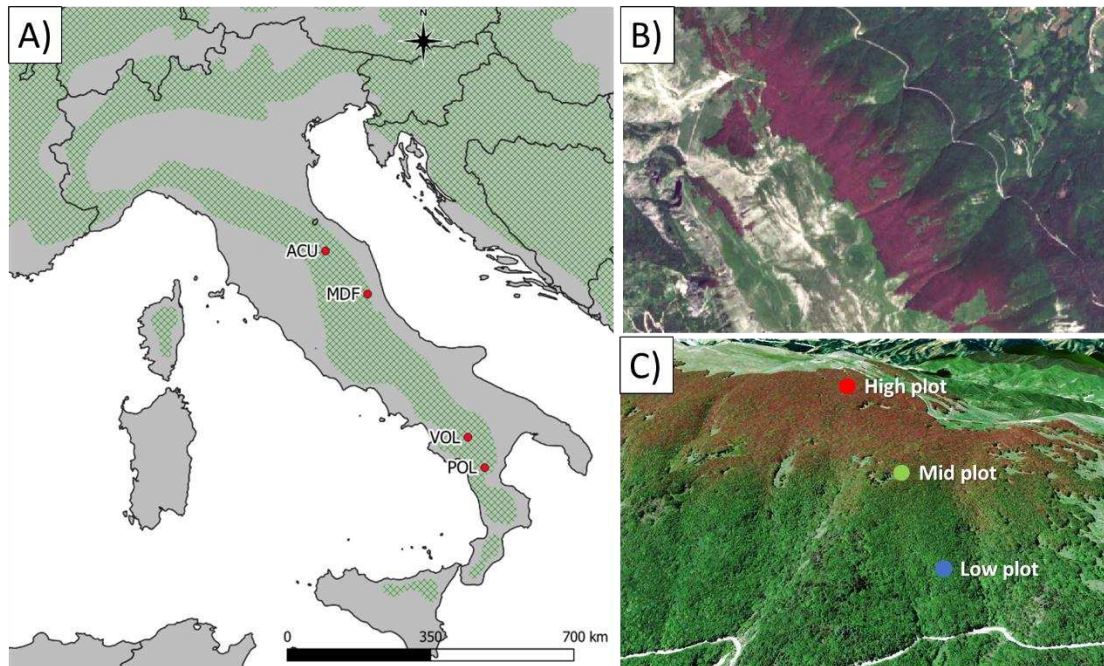 A)
N
ACU
MDF
VOL
POL
0 350 700 km
B)
C)
High plot
Mid plot
Low plot